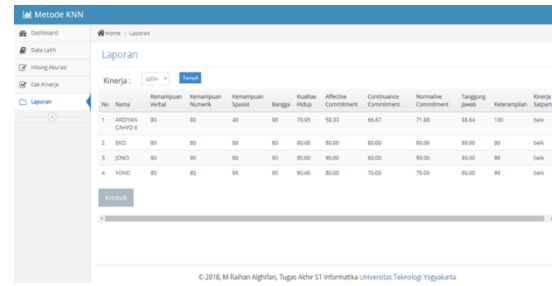 Metode KNN
Dashboard
Data Latih
Hitung Akurasi
Cek Kinerja
Laporan
Home › Laporan
Laporan
Kinerja : -pilih- Tampil
No Nama Kemampuan Verbal Kemampuan Numerik Kemampuan Spasial Bangga Kualitas Hidup Affective Commitment Continuance Commitment Normative Commitment Tanggung Jawab Keterampilan Kinerja Satpam
1 ARDIYAN CAHYO K 80 80 40 90 78.95 58.33 66.67 71.88 88.64 100 baik
2 EKO 80 80 80 80 80.00 80.00 80.00 80.00 80.00 80 baik
3 JONO 80 90 80 90 80.00 90.00 80.00 90.00 80.00 90 baik
4 YONO 80 80 90 90 80.00 80.00 70.00 75.00 80.00 90 baik
Kembali
© 2018, M Raihan Alghifari, Tugas Akhir S1 Informatika Universitas Teknologi Yogyakarta